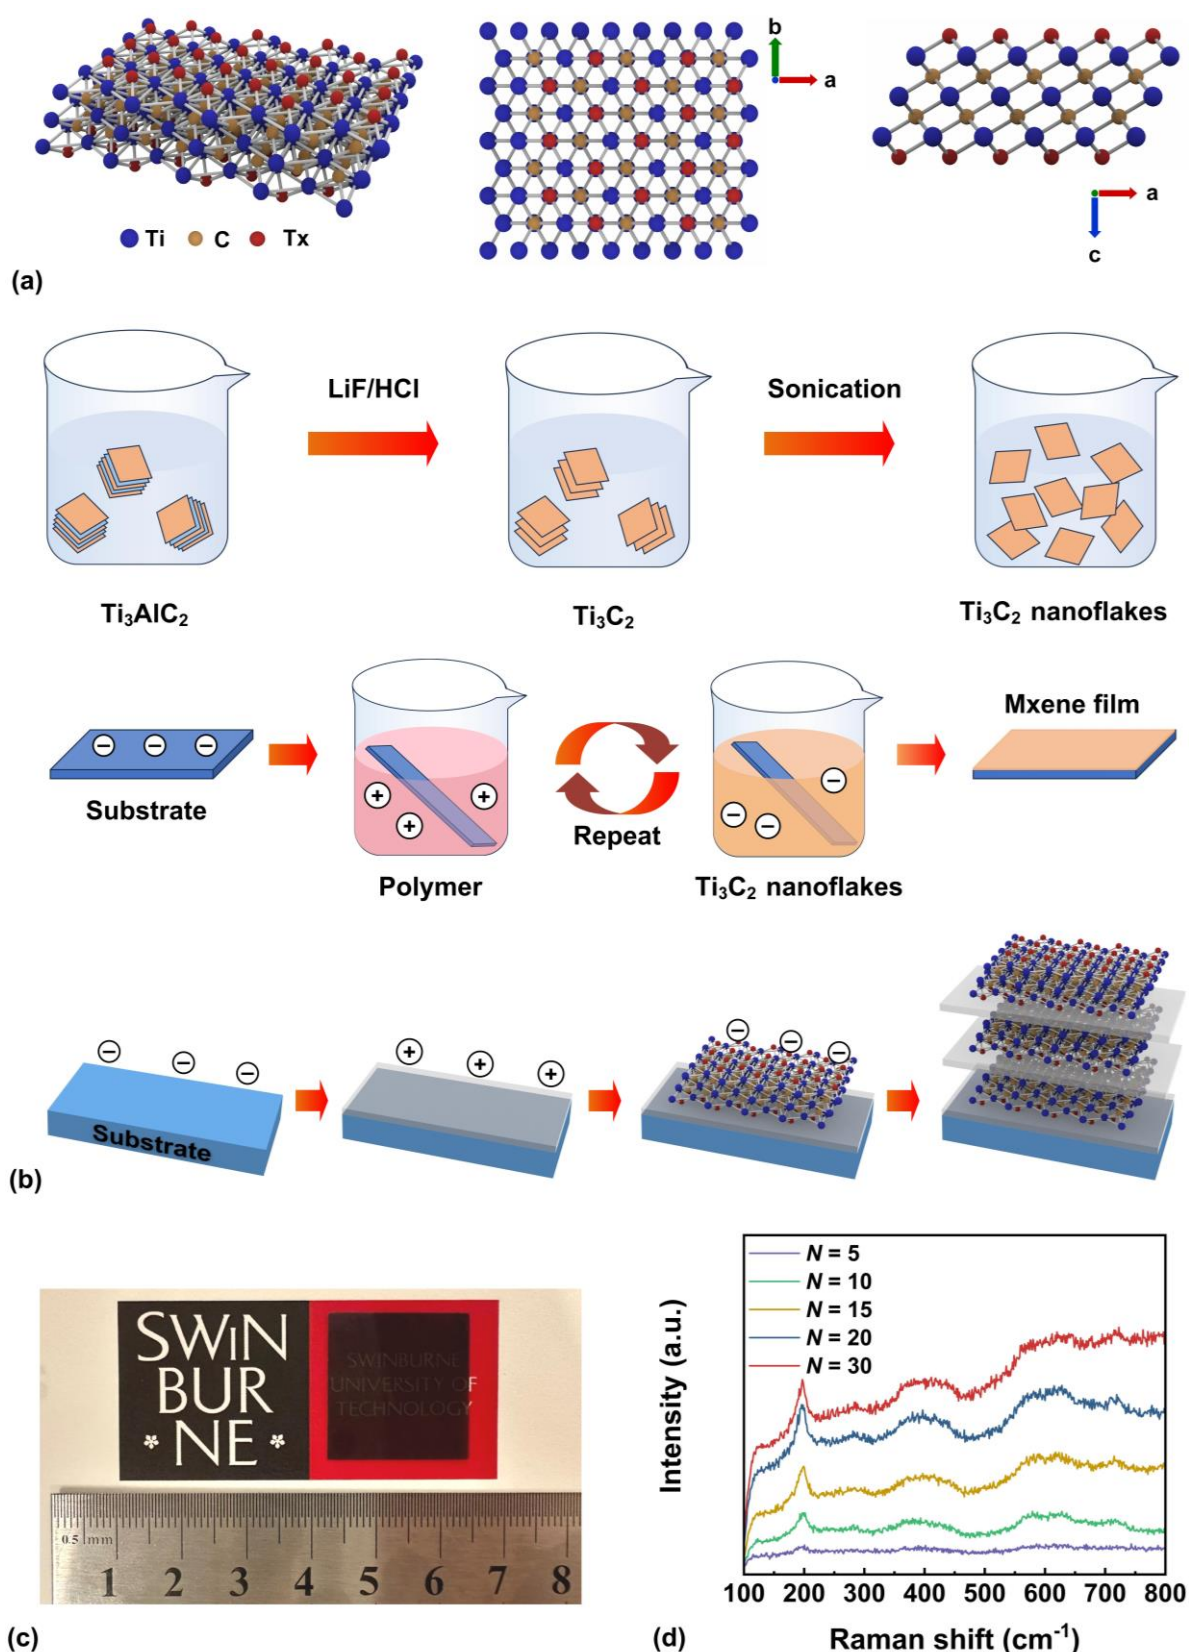 b
a
a
c
Ti C Tx
(a)
LiF/HCl
Sonication
Ti₃AlC₂
Ti₃C₂
Ti₃C₂ nanoflakes
Mxene film
Substrate
Repeat
Polymer
Ti₃C₂ nanoflakes
Substrate
(b)
SWiN
BUR
NE
SWINBURNE
UNIVERSITY OF
TECHNOLOGY
0.5 1mm
1 2 3 4 5 6 7 8
(c)
N = 5
N = 10
N = 15
N = 20
N = 30
Intensity (a.u.)
100 200 300 400 500 600 700 800
Raman shift (cm⁻¹)
(d)